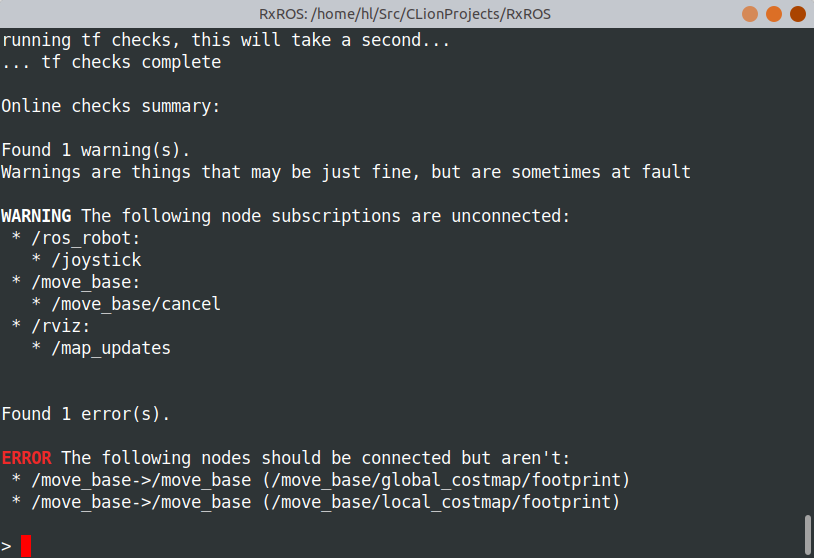 RxROS: /home/hl/Src/CLionProjects/RxROS
running tf checks, this will take a second...
... tf checks complete
Online checks summary:
Found 1 warning(s).
Warnings are things that may be just fine, but are sometimes at fault
WARNING The following node subscriptions are unconnected:
 * /ros_robot:
   * /joystick
 * /move_base:
   * /move_base/cancel
 * /rviz:
   * /map_updates
Found 1 error(s).
ERROR The following nodes should be connected but aren't:
 * /move_base->/move_base (/move_base/global_costmap/footprint)
 * /move_base->/move_base (/move_base/local_costmap/footprint)
>